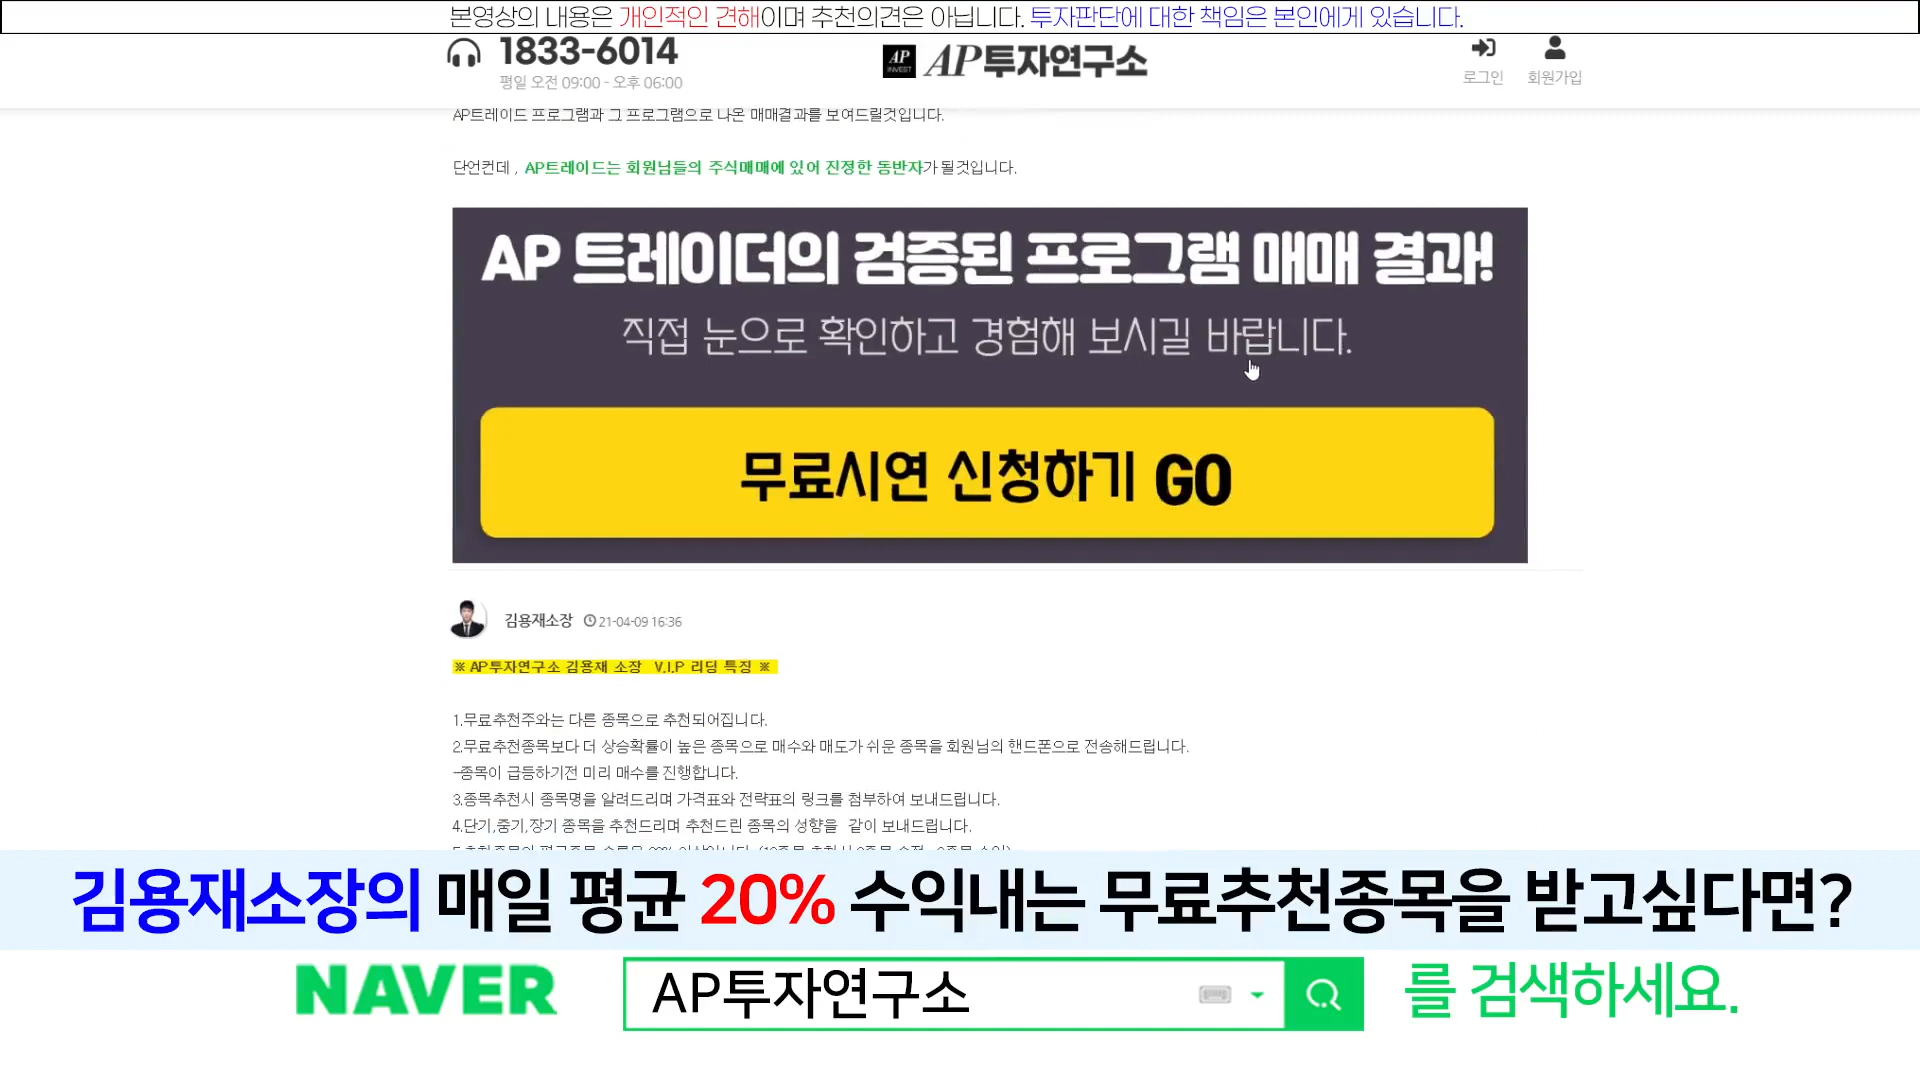 본영상의 내용은 개인적인 견해이며 추천의견은 아닙니다. 투자판단에 대한 책임은 본인에게 있습니다.
1833-6014
평일 오전 09:00 - 오후 06:00
AP INVEST AP투자연구소
로그인 회원가입
AP트레이드 프로그램과 그 프로그램으로 나온 매매결과를 보여드릴것입니다.
단언컨데 , AP트레이드는 회원님들의 주식매매에 있어 진정한 동반자가 될것입니다.
AP 트레이더의 검증된 프로그램 매매 결과!
직접 눈으로 확인하고 경험해 보시길 바랍니다.
무료시연 신청하기 GO
김용재소장 21-04-09 16:36
※ AP투자연구소 김용재 소장 V.I.P 리딩 특징 ※
1.무료추천주와는 다른 종목으로 추천되어집니다.
2.무료추천종목보다 더 상승확률이 높은 종목으로 매수와 매도가 쉬운 종목을 회원님의 핸드폰으로 전송해드립니다.
-종목이 급등하기전 미리 매수를 진행합니다.
3.종목추천시 종목명을 알려드리며 가격표와 전략표의 링크를 첨부하여 보내드립니다.
4.단기,중기,장기 종목을 추천드리며 추천드린 종목의 성향을 같이 보내드립니다.
김용재소장의 매일 평균 20% 수익내는 무료추천종목을 받고싶다면?
NAVER AP투자연구소 를 검색하세요.